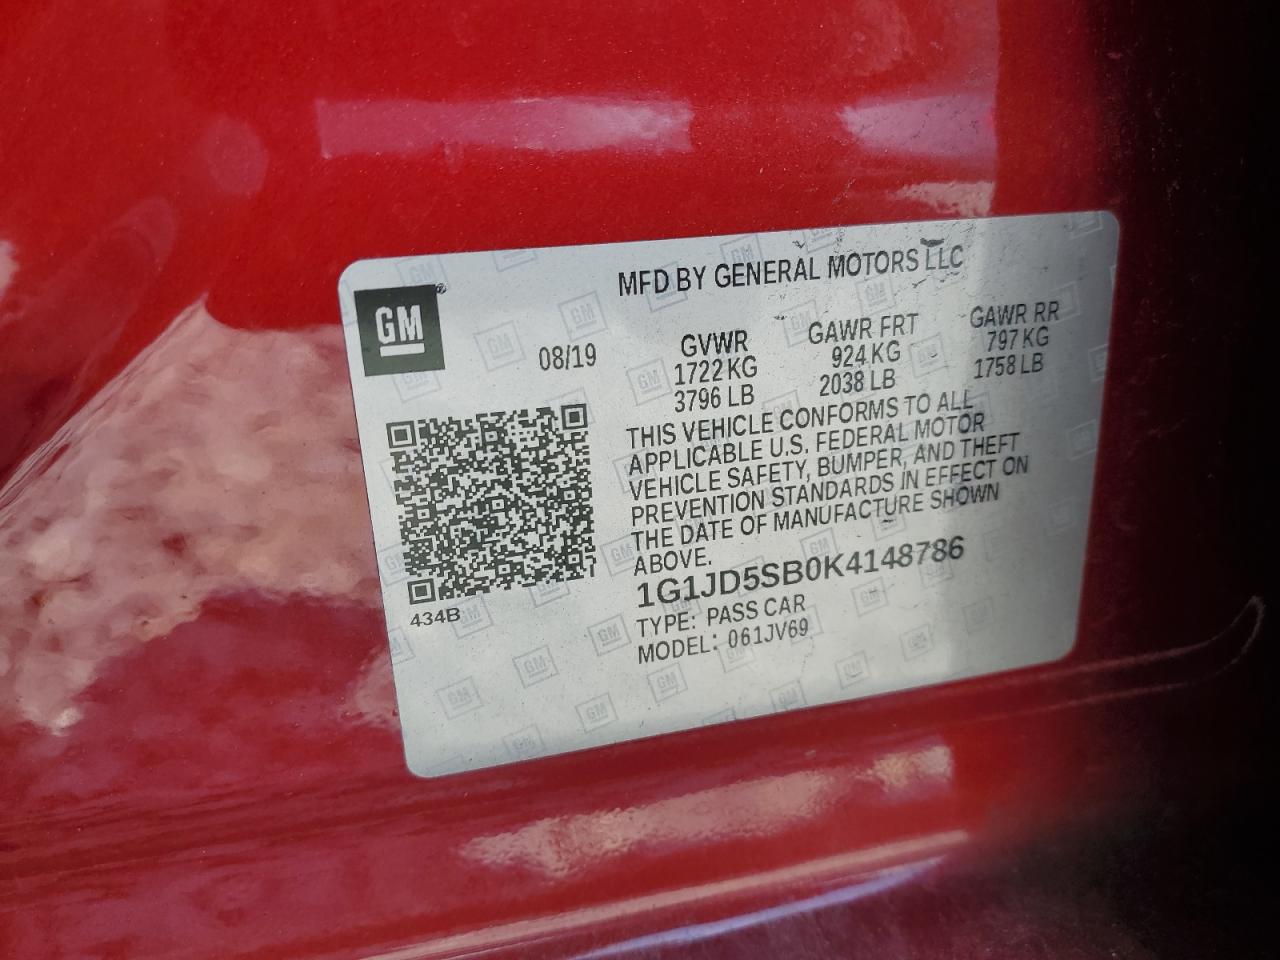 MFD BY GENERAL MOTORS LLC
GM®
08/19
GVWR GAWR FRT GAWR RR
1722 KG 924 KG 797 KG
3796 LB 2038 LB 1758 LB
THIS VEHICLE CONFORMS TO ALL
APPLICABLE U.S. FEDERAL MOTOR
VEHICLE SAFETY, BUMPER, AND THEFT
PREVENTION STANDARDS IN EFFECT ON
THE DATE OF MANUFACTURE SHOWN
ABOVE.
1G1JD5SB0K4148786
TYPE: PASS CAR
MODEL: 061JV69
434B